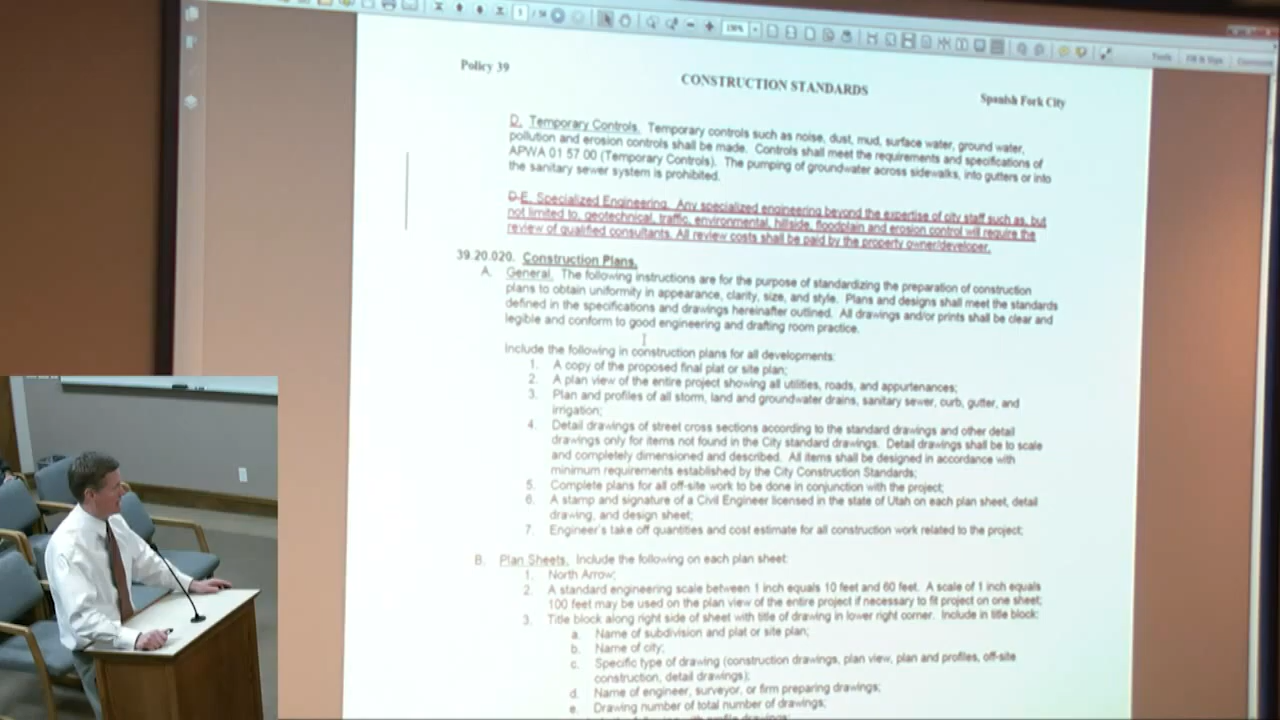 150%
Tools
Policy 39
CONSTRUCTION STANDARDS
Spanish Fork City
D. Temporary Controls. Temporary controls such as noise, dust, mud, surface water, ground water,
pollution and erosion controls shall be made. Controls shall meet the requirements and specifications of
APWA 01 57 00 (Temporary Controls). The pumping of groundwater across sidewalks, into gutters or into
the sanitary sewer system is prohibited.
D.E. Specialized Engineering. Any specialized engineering beyond the expertise of city staff such as, but
not limited to, geotechnical, traffic, environmental, hillside, floodplain and erosion control will require the
review of qualified consultants. All review costs shall be paid by the property owner/developer.
39.20.020. Construction Plans.
A. General. The following instructions are for the purpose of standardizing the preparation of construction
plans to obtain uniformity in appearance, clarity, size, and style. Plans and designs shall meet the standards
defined in the specifications and drawings hereinafter outlined. All drawings and/or prints shall be clear and
legible and conform to good engineering and drafting room practice.
Include the following in construction plans for all developments:
1. A copy of the proposed final plat or site plan;
2. A plan view of the entire project showing all utilities, roads, and appurtenances;
3. Plan and profiles of all storm, land and groundwater drains, sanitary sewer, curb, gutter, and
irrigation;
4. Detail drawings of street cross sections according to the standard drawings and other detail
drawings only for items not found in the City standard drawings. Detail drawings shall be to scale
and completely dimensioned and described. All items shall be designed in accordance with
minimum requirements established by the City Construction Standards;
5. Complete plans for all off-site work to be done in conjunction with the project;
6. A stamp and signature of a Civil Engineer licensed in the state of Utah on each plan sheet, detail
drawing, and design sheet;
7. Engineer's take off quantities and cost estimate for all construction work related to the project;
B. Plan Sheets. Include the following on each plan sheet:
1. North Arrow;
2. A standard engineering scale between 1 inch equals 10 feet and 60 feet. A scale of 1 inch equals
100 feet may be used on the plan view of the entire project if necessary to fit project on one sheet;
3. Title block along right side of sheet with title of drawing in lower right corner. Include in title block:
a. Name of subdivision and plat or site plan;
b. Name of city;
c. Specific type of drawing (construction drawings, plan view, plan and profiles, off-site
construction, detail drawings);
d. Name of engineer, surveyor, or firm preparing drawings;
e. Drawing number of total number of drawings;